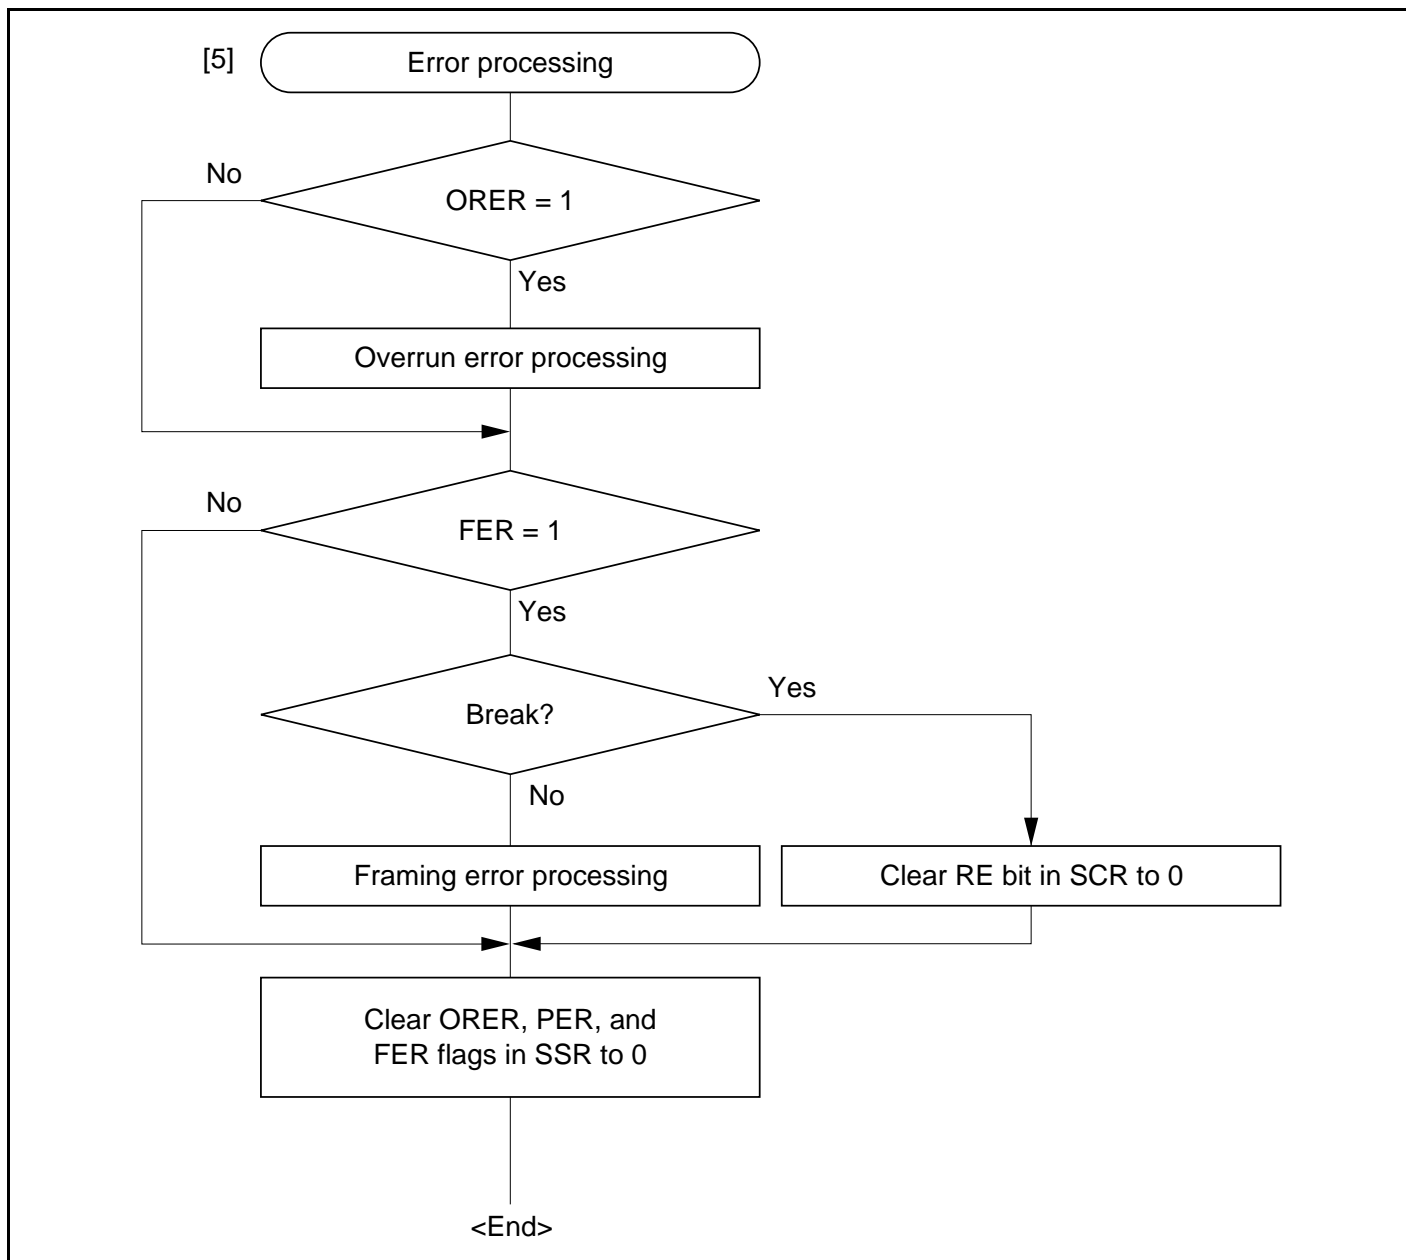 [5] Error processing
No
ORER = 1
Yes
Overrun error processing
No
FER = 1
Yes
Yes
Break?
No
Framing error processing
Clear RE bit in SCR to 0
Clear ORER, PER, and
FER flags in SSR to 0
<End>